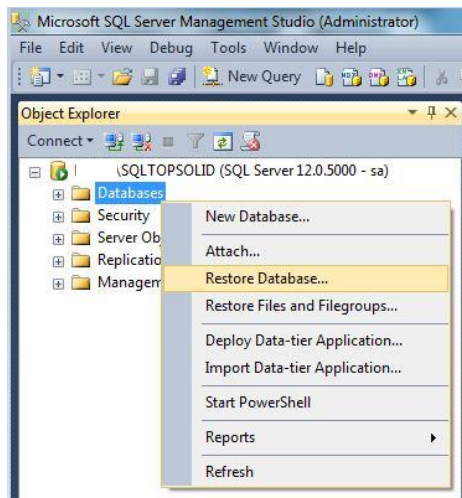 Microsoft SQL Server Management Studio (Administrator)
File Edit View Debug Tools Window Help
New Query
Object Explorer
Connect
\SQLTOPSOLID (SQL Server 12.0.5000 - sa)
Databases
Security
Server Ob
Replicatio
Managem
New Database...
Attach...
Restore Database...
Restore Files and Filegroups...
Deploy Data-tier Application...
Import Data-tier Application...
Start PowerShell
Reports
Refresh